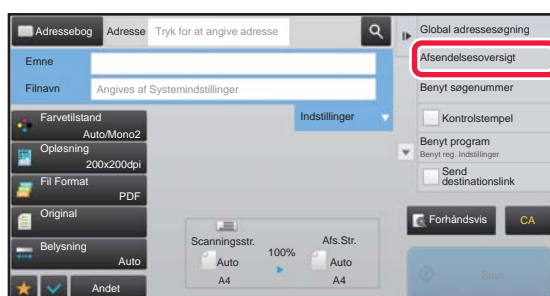 Adressebog
Adresse
Tryk for at angive adresse
Emne
Filnavn
Angives af Systemindstillinger
Indstillinger
Farvetilstand
Auto/Mono2
Opløsning
200x200dpi
Fil Format
PDF
Original
Belysning
Auto
Andet
Scanningsstr.
Auto
A4
100%
Afs.Str.
Auto
A4
Global adressesøgning
Afsendelsesoversigt
Benyt søgenummer
Kontrolstempel
Benyt program
Benyt reg. Indstillinger
Send
destinationslink
Forhåndsvis
CA
Start